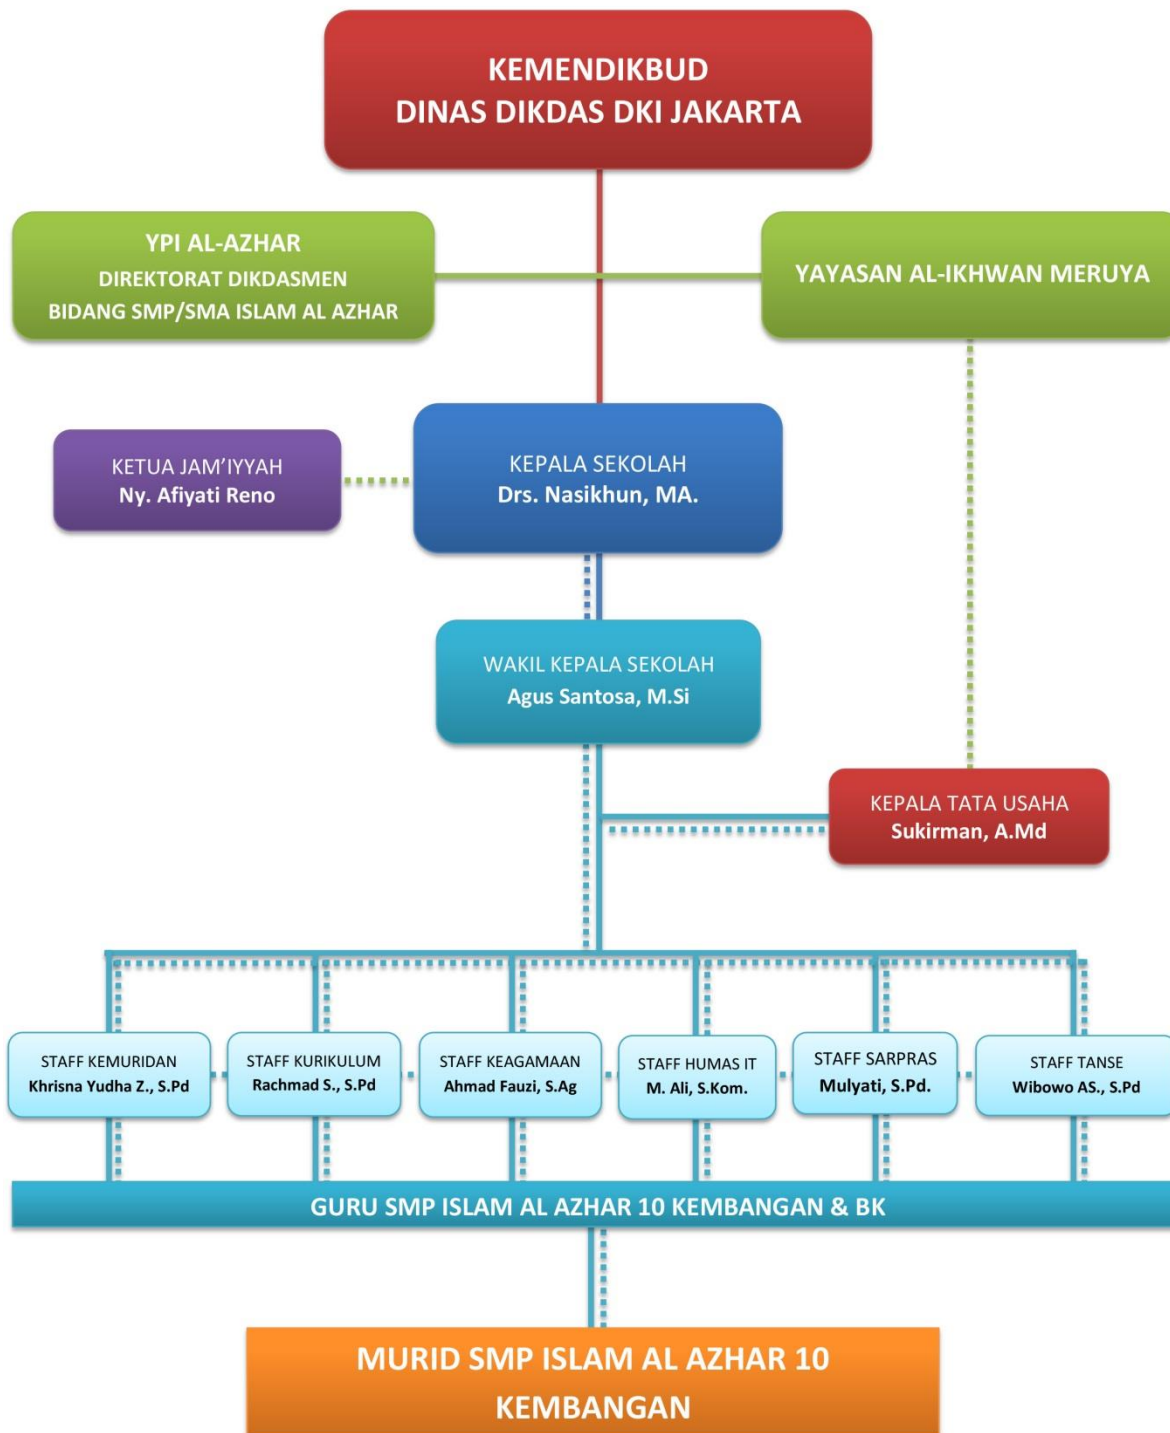 KEMENDIKBUD
DINAS DIKDAS DKI JAKARTA
YPI AL-AZHAR
DIREKTORAT DIKDASMEN
BIDANG SMP/SMA ISLAM AL AZHAR
YAYASAN AL-IKHWAN MERUYA
KETUA JAM’IYYAH
Ny. Afiyati Reno
KEPALA SEKOLAH
Drs. Nasikhun, MA.
WAKIL KEPALA SEKOLAH
Agus Santosa, M.Si
KEPALA TATA USAHA
Sukirman, A.Md
STAFF KEMURIDAN
Khrisna Yudha Z., S.Pd
STAFF KURIKULUM
Rachmad S., S.Pd
STAFF KEAGAMAAN
Ahmad Fauzi, S.Ag
STAFF HUMAS IT
M. Ali, S.Kom.
STAFF SARPRAS
Mulyati, S.Pd.
STAFF TANSE
Wibowo AS., S.Pd
GURU SMP ISLAM AL AZHAR 10 KEMBANGAN & BK
MURID SMP ISLAM AL AZHAR 10
KEMBANGAN